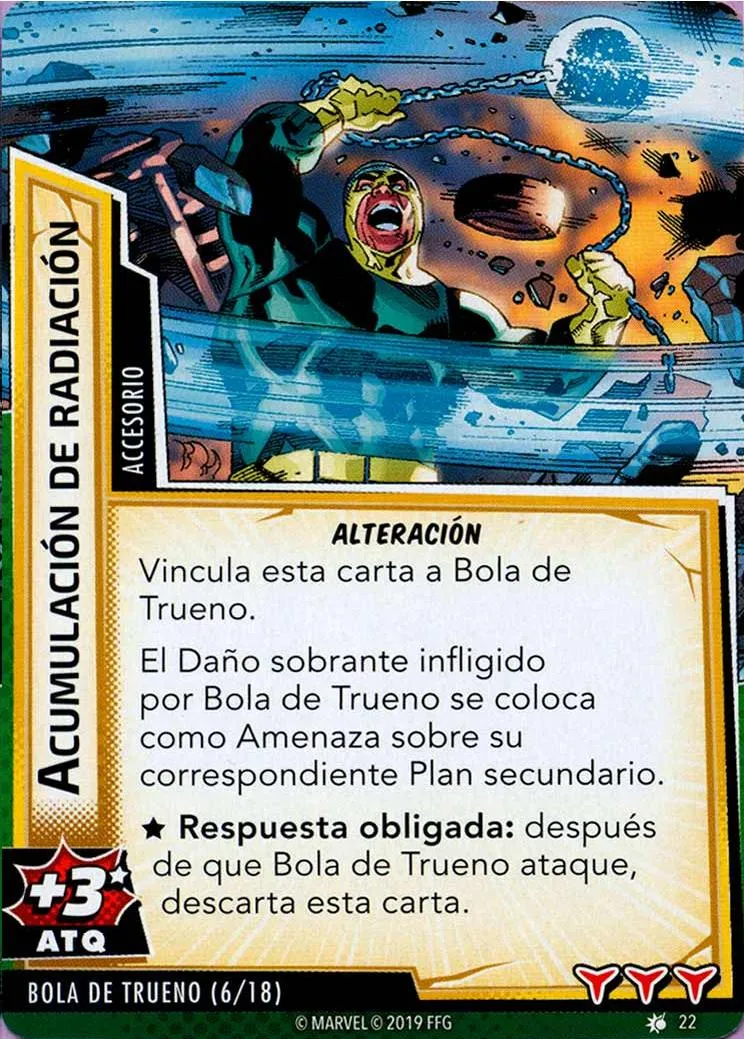 ACUMULACIÓN DE RADIACIÓN
ACCESORIO
ALTERACIÓN
Vincula esta carta a Bola de
Trueno.
El Daño sobrante infligido
por Bola de Trueno se coloca
como Amenaza sobre su
correspondiente Plan secundario.
★ Respuesta obligada: después
de que Bola de Trueno ataque,
descarta esta carta.
+3★
ATQ
BOLA DE TRUENO (6/18)
© MARVEL © 2019 FFG
22